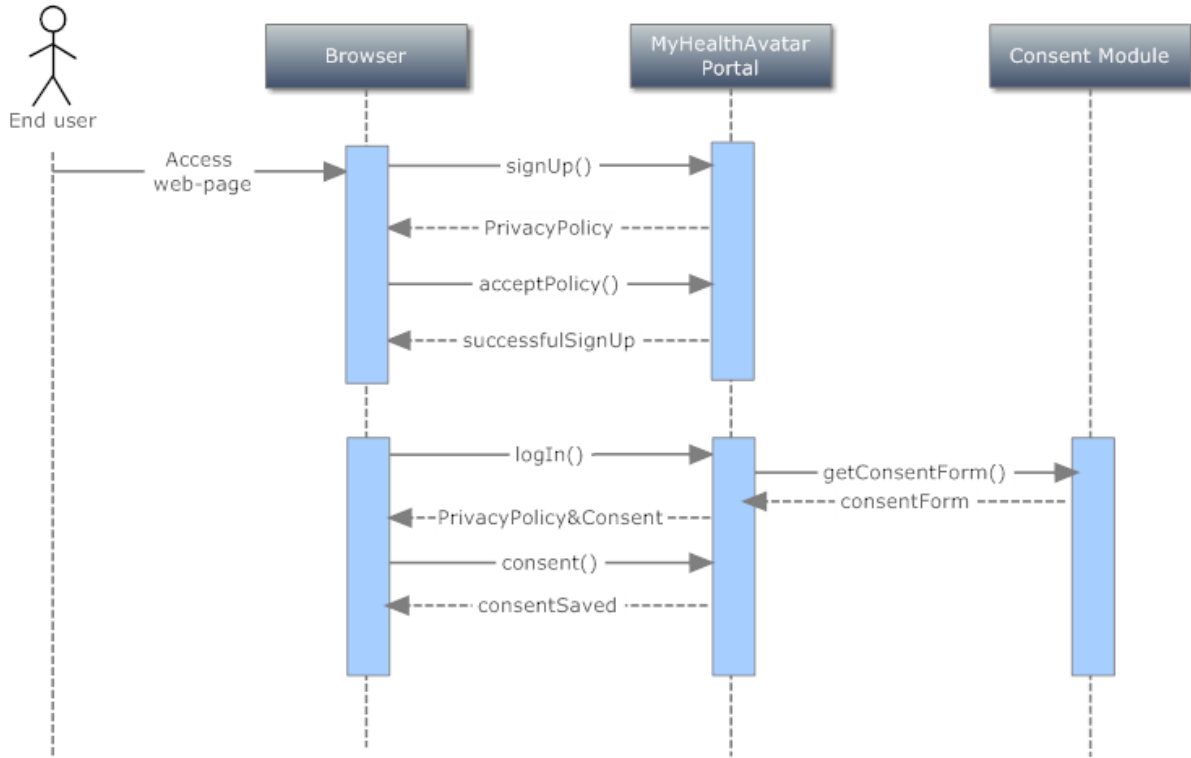 Browser
MyHealthAvatar
Portal
Consent Module
End user
Access
web-page
signUp()
PrivacyPolicy
acceptPolicy()
successfulSignUp
logIn()
getConsentForm()
consentForm
PrivacyPolicy&Consent
consent()
consentSaved